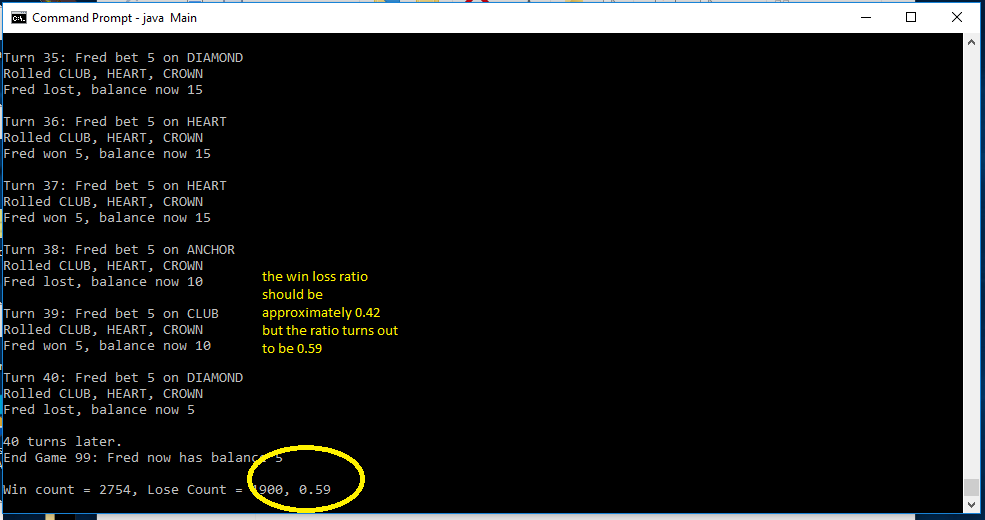 Command Prompt - java  Main
Turn 35: Fred bet 5 on DIAMOND
Rolled CLUB, HEART, CROWN
Fred lost, balance now 15
Turn 36: Fred bet 5 on HEART
Rolled CLUB, HEART, CROWN
Fred won 5, balance now 15
Turn 37: Fred bet 5 on HEART
Rolled CLUB, HEART, CROWN
Fred won 5, balance now 15
Turn 38: Fred bet 5 on ANCHOR
Rolled CLUB, HEART, CROWN
Fred lost, balance now 10
Turn 39: Fred bet 5 on CLUB
Rolled CLUB, HEART, CROWN
Fred won 5, balance now 10
Turn 40: Fred bet 5 on DIAMOND
Rolled CLUB, HEART, CROWN
Fred lost, balance now 5
40 turns later.
End Game 99: Fred now has balance 5
Win count = 2754, Lose Count = 1900, 0.59
the win loss ratio
should be
approximately 0.42
but the ratio turns out
to be 0.59